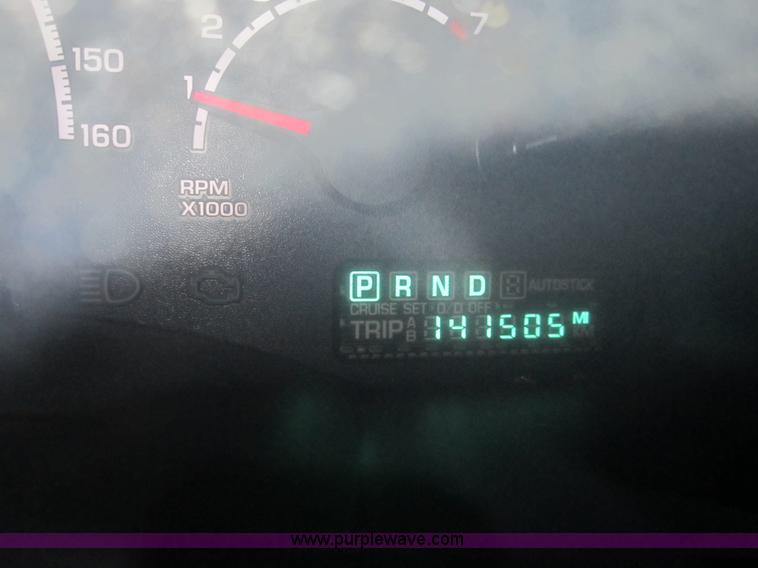 150
160
1
2
7
RPM
X1000
P R N D AUTOSTICK
CRUISE SET O/D OFF
TRIP A B 141505 M
www.purplewave.com